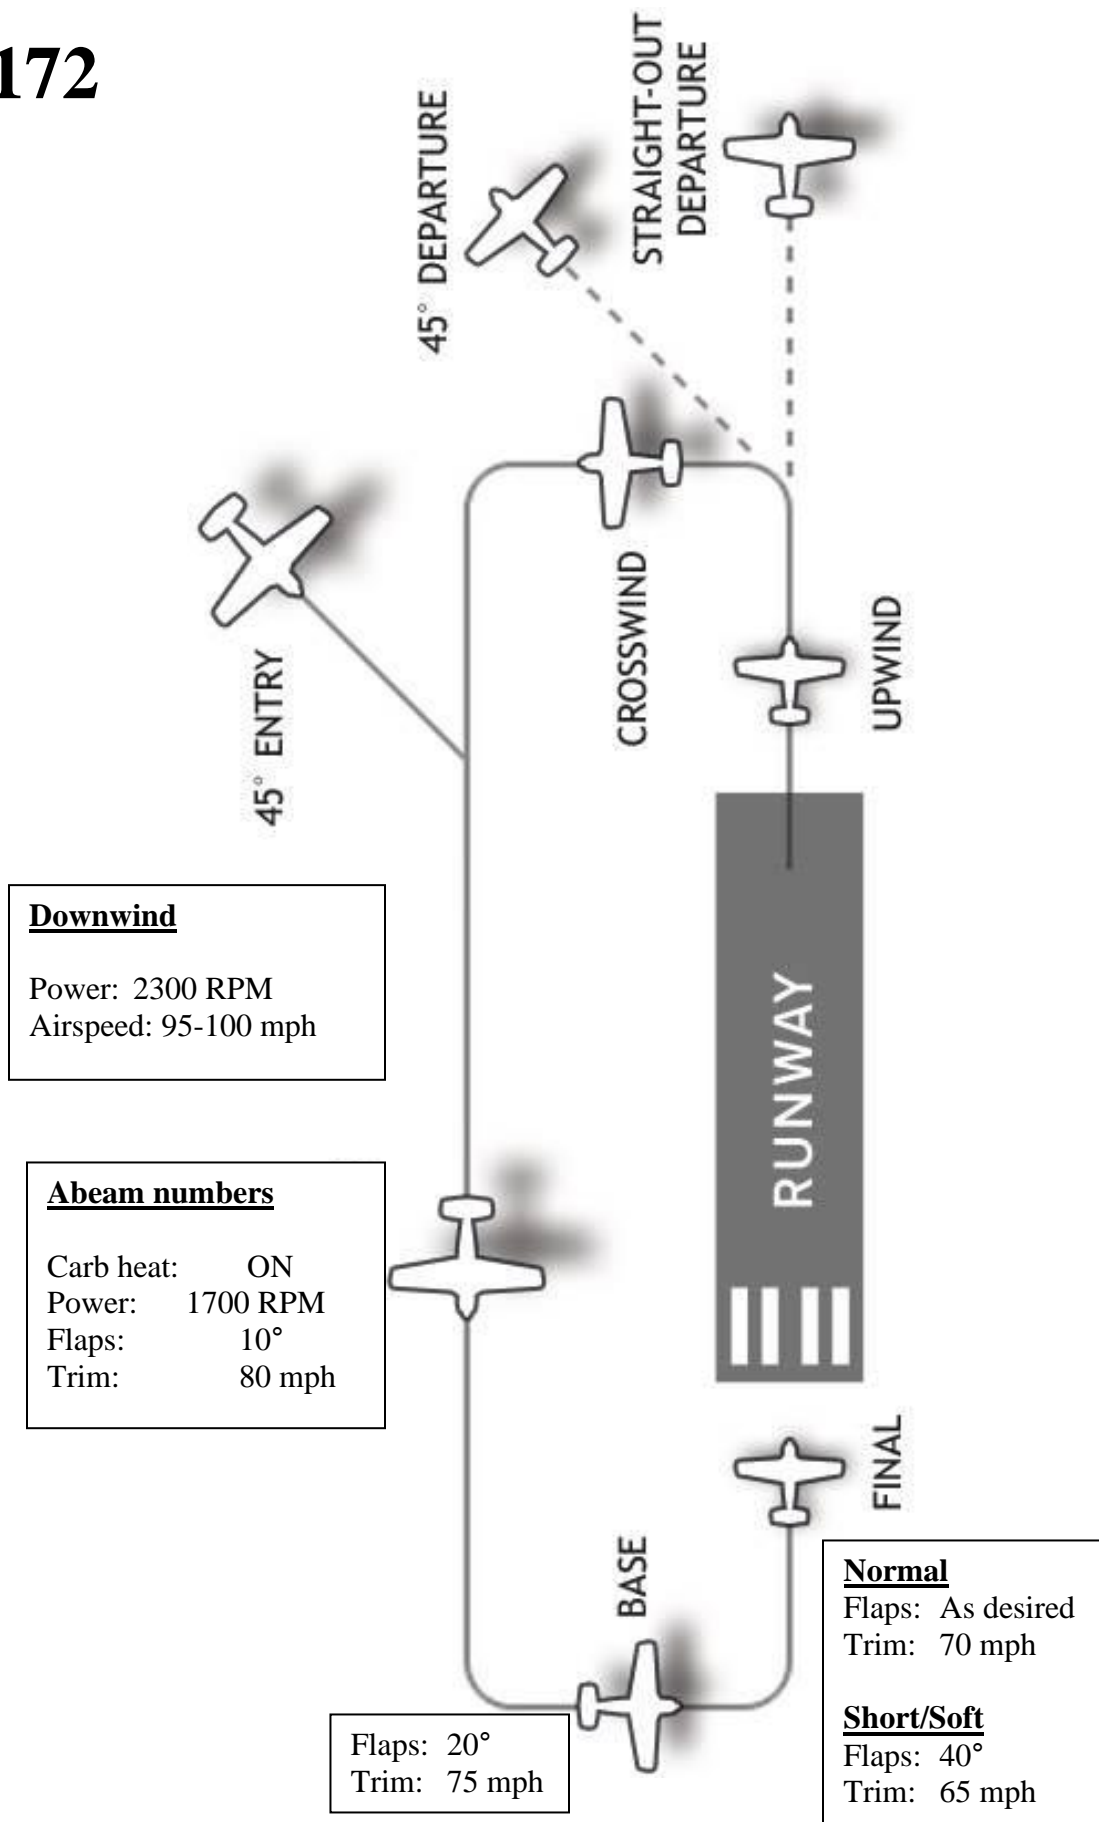 172
STRAIGHT-OUT
DEPARTURE
45° DEPARTURE
45° ENTRY
CROSSWIND
UPWIND
Downwind
Power: 2300 RPM
Airspeed: 95-100 mph
RUNWAY
Abeam numbers
Carb heat: ON
Power: 1700 RPM
Flaps: 10°
Trim: 80 mph
FINAL
BASE
Flaps: 20°
Trim: 75 mph
Normal
Flaps: As desired
Trim: 70 mph
Short/Soft
Flaps: 40°
Trim: 65 mph